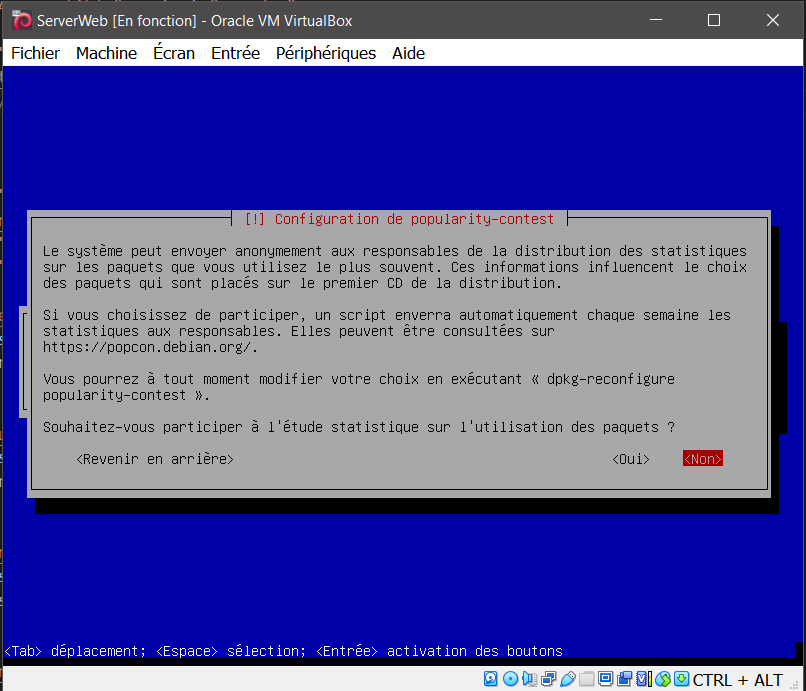 ServerWeb [En fonction] - Oracle VM VirtualBox
Fichier Machine Écran Entrée Périphériques Aide
[!] Configuration de popularity-contest
Le système peut envoyer anonymement aux responsables de la distribution des statistiques
sur les paquets que vous utilisez le plus souvent. Ces informations influencent le choix
des paquets qui sont placés sur le premier CD de la distribution.
Si vous choisissez de participer, un script enverra automatiquement chaque semaine les
statistiques aux responsables. Elles peuvent être consultées sur
https://popcon.debian.org/.
Vous pourrez à tout moment modifier votre choix en exécutant « dpkg-reconfigure
popularity-contest ».
Souhaitez-vous participer à l'étude statistique sur l'utilisation des paquets ?
<Revenir en arrière> <Oui> <Non>
<Tab> déplacement; <Espace> sélection; <Entrée> activation des boutons
CTRL + ALT